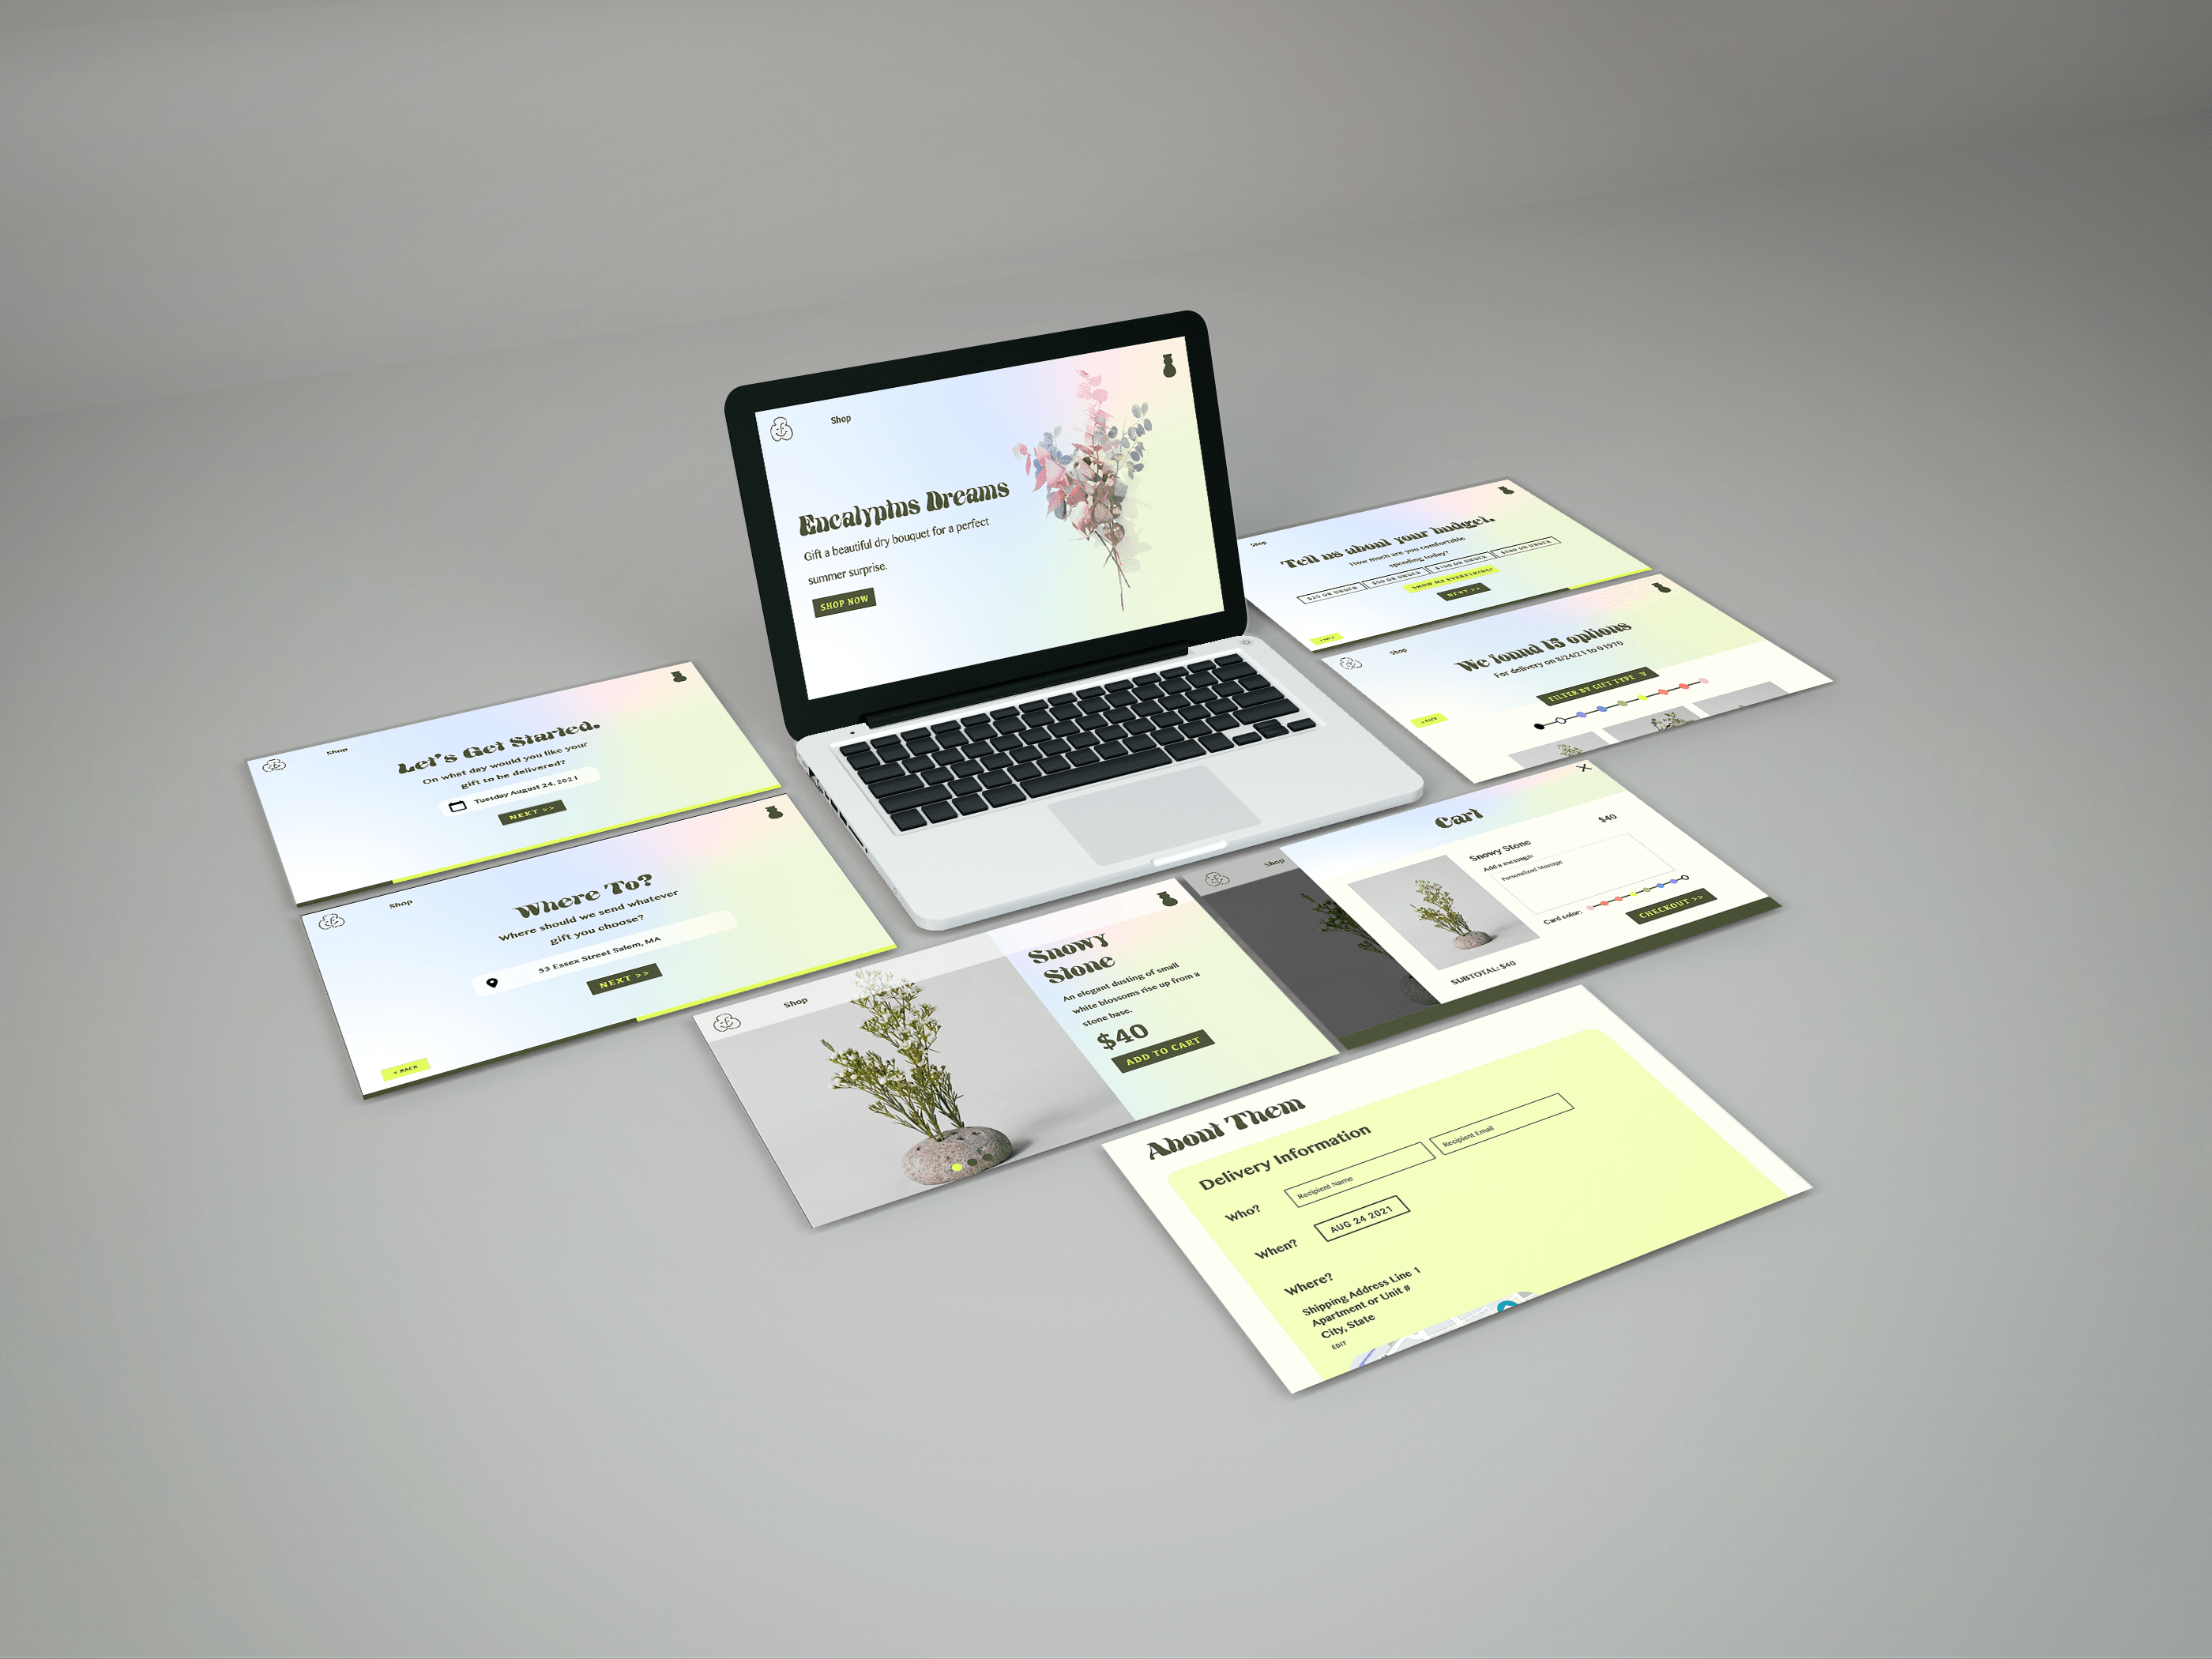 Shop
Eucalyptus Dreams
Gift a beautiful dry bouquet for a perfect
summer surprise.
SHOP NOW
Shop
Tell us about your budget.
How much are you comfortable
spending today?
$25 OR UNDER
$50 OR UNDER
$100 OR UNDER
$200 OR UNDER
SHOW ME EVERYTHING!
NEXT >>
< BACK
Shop
We found 13 options
For delivery on 8/24/21 to 01970
FILTER BY GIFT TYPE V
< BACK
Shop
Let's Get Started.
On what day would you like your
gift to be delivered?
Tuesday August 24, 2021
NEXT >>
Shop
Where To?
Where should we send whatever
gift you choose?
53 Essex Street Salem, MA
NEXT >>
< BACK
Shop
Snowy
Stone
An elegant dusting of small
white blossoms rise up from a
stone base.
$40
ADD TO CART
Shop
X
Cart
Snowy Stone
$40
Add a message:
Personalized Message
Card color:
CHECKOUT >>
SUBTOTAL: $40
About Them
Delivery Information
Who?
Recipient Name
Recipient Email
When?
AUG 24 2021
Where?
Shipping Address Line 1
Apartment or Unit #
City, State
EDIT